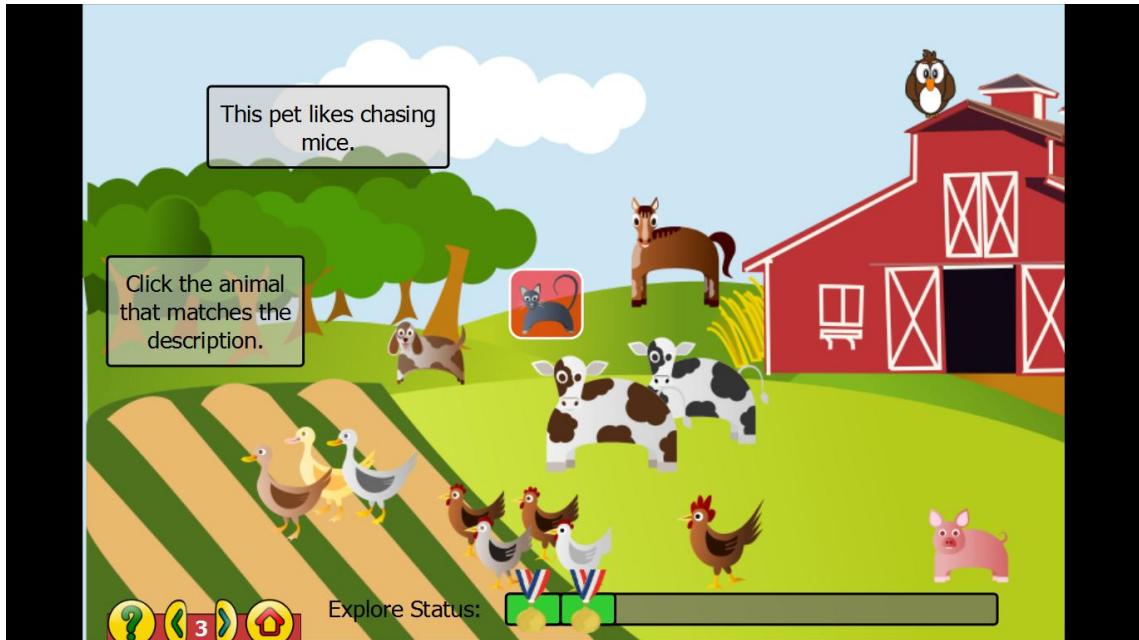 This pet likes chasing
mice.
Click the animal
that matches the
description.
Explore Status:
?
3